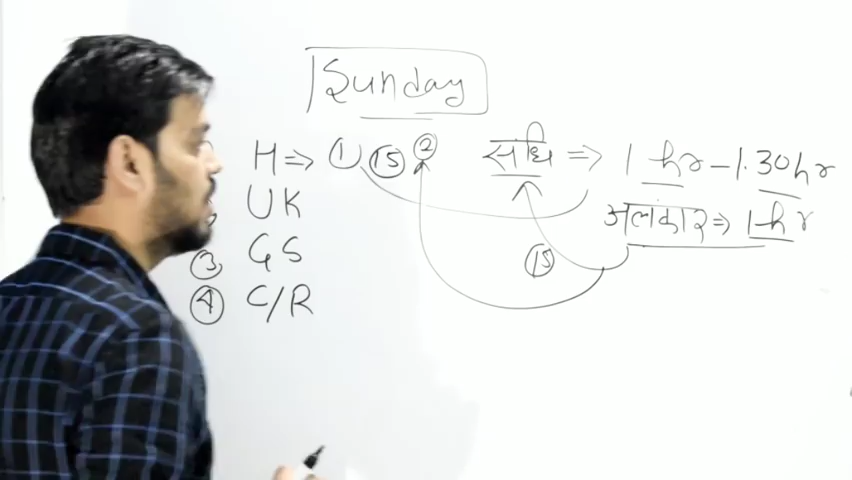 Sunday
H ⇒ ① ⑮ ② संधि ⇒ 1 hr – 1.30 hr
UK अलंकार ⇒ 1 hr
③ GS ⑮
④ C/R